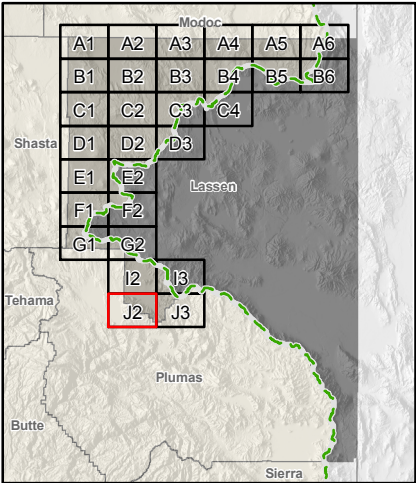 Modoc
A1 A2 A3 A4 A5 A6
B1 B2 B3 B4 B5 B6
C1 C2 C3 C4
Shasta D1 D2 D3
E1 E2
Lassen
F1 F2
G1 G2
I2 I3
Tehama
J2 J3
Plumas
Butte
Sierra